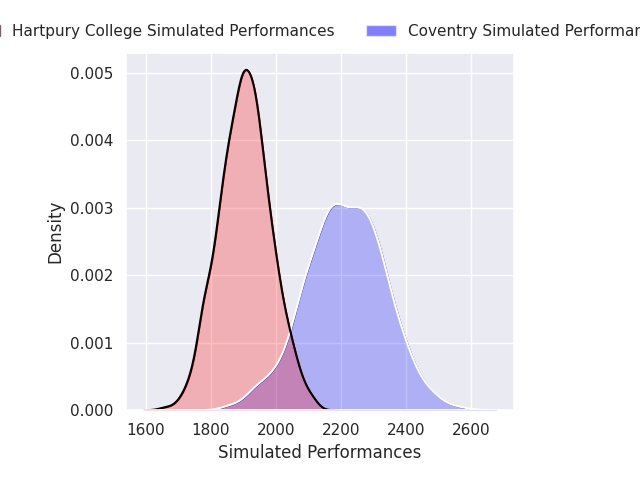 Hartpury College Simulated Performances
Coventry Simulated
0.005
0.004
0.003
0.002
0.001
0.000
Density
1600 1800 2000 2200 2400 2600
Simulated Performances